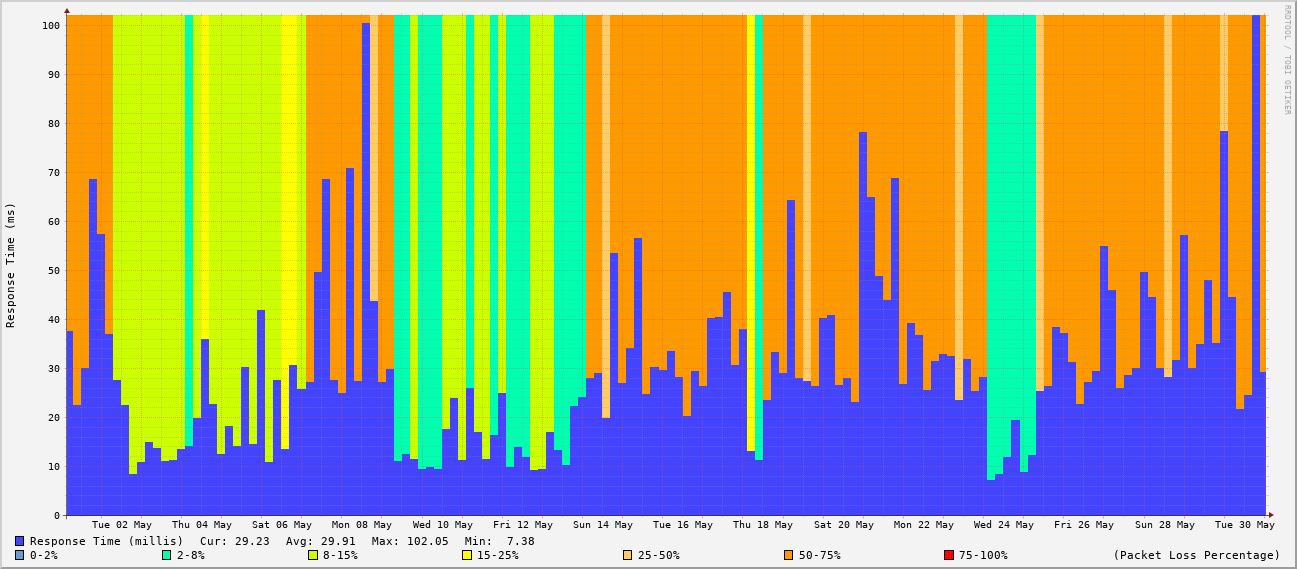 RRDTOOL / TOBI OETIKER
Response Time (ms)
100
90
80
70
60
50
40
30
20
10
0
Tue 02 May Thu 04 May Sat 06 May Mon 08 May Wed 10 May Fri 12 May Sun 14 May Tue 16 May Thu 18 May Sat 20 May Mon 22 May Wed 24 May Fri 26 May Sun 28 May Tue 30 May
Response Time (millis) Cur: 29.23 Avg: 29.91 Max: 102.05 Min: 7.38
0-2% 2-8% 8-15% 15-25% 25-50% 50-75% 75-100% (Packet Loss Percentage)